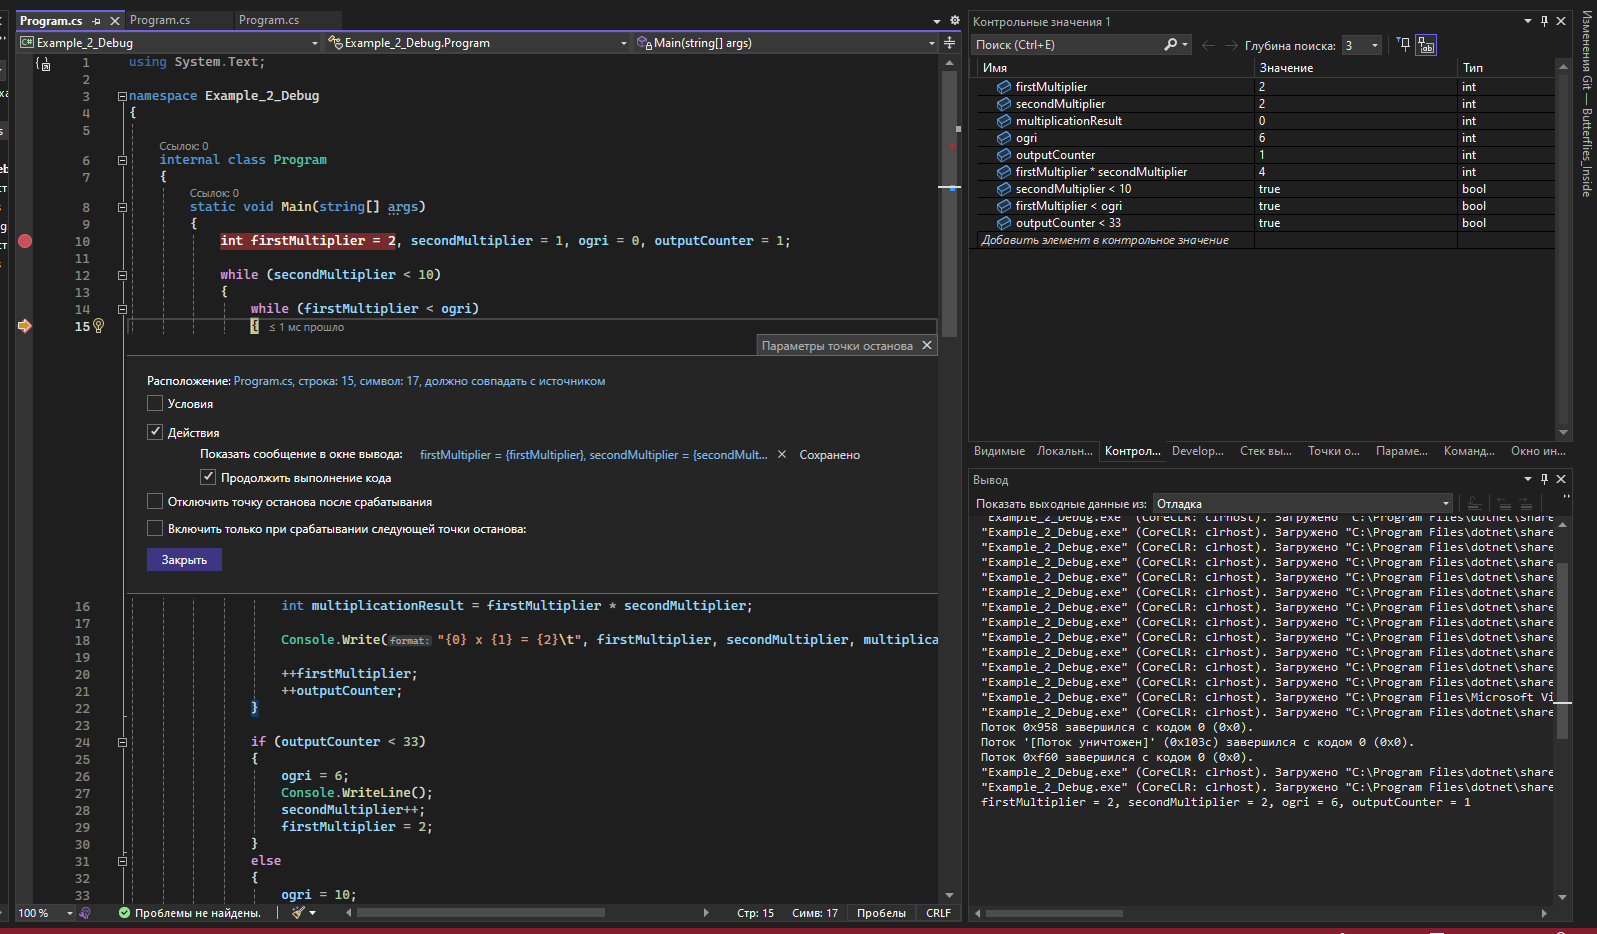 Program.cs
Program.cs
Program.cs
Example_2_Debug
Example_2_Debug.Program
Main(string[] args)
1 using System.Text;
2
3 namespace Example_2_Debug
4 {
5
Ссылок: 0
6 internal class Program
7 {
Ссылок: 0
8 static void Main(string[] args)
9 {
10 int firstMultiplier = 2, secondMultiplier = 1, ogri = 0, outputCounter = 1;
11
12 while (secondMultiplier < 10)
13 {
14 while (firstMultiplier < ogri)
15 { ≤ 1 мс прошло
Параметры точки останова
Расположение: Program.cs, строка: 15, символ: 17, должно совпадать с источником
Условия
Действия
Показать сообщение в окне вывода: firstMultiplier = {firstMultiplier}, secondMultiplier = {secondMult... Сохранено
Продолжить выполнение кода
Отключить точку останова после срабатывания
Включить только при срабатывании следующей точки останова:
Закрыть
16 int multiplicationResult = firstMultiplier * secondMultiplier;
17
18 Console.Write(format: "{0} x {1} = {2}\t", firstMultiplier, secondMultiplier, multiplica
19
20 ++firstMultiplier;
21 ++outputCounter;
22 }
23
24 if (outputCounter < 33)
25 {
26 ogri = 6;
27 Console.WriteLine();
28 secondMultiplier++;
29 firstMultiplier = 2;
30 }
31 else
32 {
33 ogri = 10;
100 %
Проблемы не найдены.
Стр: 15 Симв: 17 Пробелы CRLF
Контрольные значения 1
Поиск (Ctrl+E)
Глубина поиска: 3
Имя Значение Тип
firstMultiplier 2 int
secondMultiplier 2 int
multiplicationResult 0 int
ogri 6 int
outputCounter 1 int
firstMultiplier * secondMultiplier 4 int
secondMultiplier < 10 true bool
firstMultiplier < ogri true bool
outputCounter < 33 true bool
Добавить элемент в контрольное значение
Видимые Локальн... Контрол... Develop... Стек вы... Точки о... Параме... Команд... Окно ин...
Вывод
Показать выходные данные из: Отладка
"Example_2_Debug.exe" (CoreCLR: clrhost). Загружено "C:\Program Files\dotnet\share
"Example_2_Debug.exe" (CoreCLR: clrhost). Загружено "C:\Program Files\dotnet\share
"Example_2_Debug.exe" (CoreCLR: clrhost). Загружено "C:\Program Files\dotnet\share
"Example_2_Debug.exe" (CoreCLR: clrhost). Загружено "C:\Program Files\dotnet\share
"Example_2_Debug.exe" (CoreCLR: clrhost). Загружено "C:\Program Files\dotnet\share
"Example_2_Debug.exe" (CoreCLR: clrhost). Загружено "C:\Program Files\dotnet\share
"Example_2_Debug.exe" (CoreCLR: clrhost). Загружено "C:\Program Files\dotnet\share
"Example_2_Debug.exe" (CoreCLR: clrhost). Загружено "C:\Program Files\dotnet\share
"Example_2_Debug.exe" (CoreCLR: clrhost). Загружено "C:\Program Files\dotnet\share
"Example_2_Debug.exe" (CoreCLR: clrhost). Загружено "C:\Program Files\dotnet\share
"Example_2_Debug.exe" (CoreCLR: clrhost). Загружено "C:\Program Files\dotnet\share
"Example_2_Debug.exe" (CoreCLR: clrhost). Загружено "C:\Program Files\dotnet\share
"Example_2_Debug.exe" (CoreCLR: clrhost). Загружено "C:\Program Files\Microsoft Vi
"Example_2_Debug.exe" (CoreCLR: clrhost). Загружено "C:\Program Files\dotnet\share
Поток 0x958 завершился с кодом 0 (0x0).
Поток '[Поток уничтожен]' (0x103c) завершился с кодом 0 (0x0).
Поток 0xf60 завершился с кодом 0 (0x0).
"Example_2_Debug.exe" (CoreCLR: clrhost). Загружено "C:\Program Files\dotnet\share
"Example_2_Debug.exe" (CoreCLR: clrhost). Загружено "C:\Program Files\dotnet\share
firstMultiplier = 2, secondMultiplier = 2, ogri = 6, outputCounter = 1
Изменения Git — Butterflies_Inside